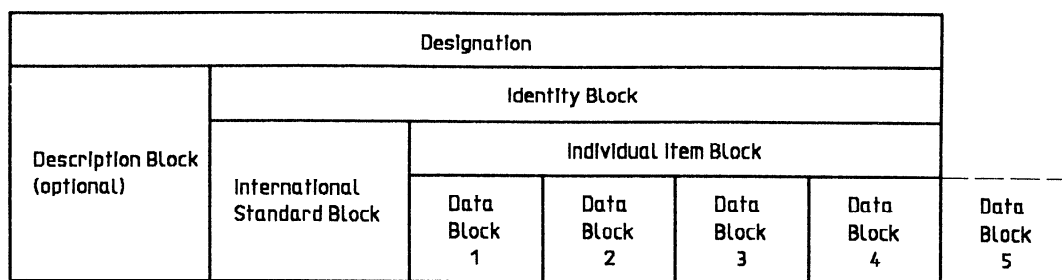 Designation
Identity Block
Description Block
(optional)
International
Standard Block
Individual Item Block
Data
Block
1
Data
Block
2
Data
Block
3
Data
Block
4
Data
Block
5